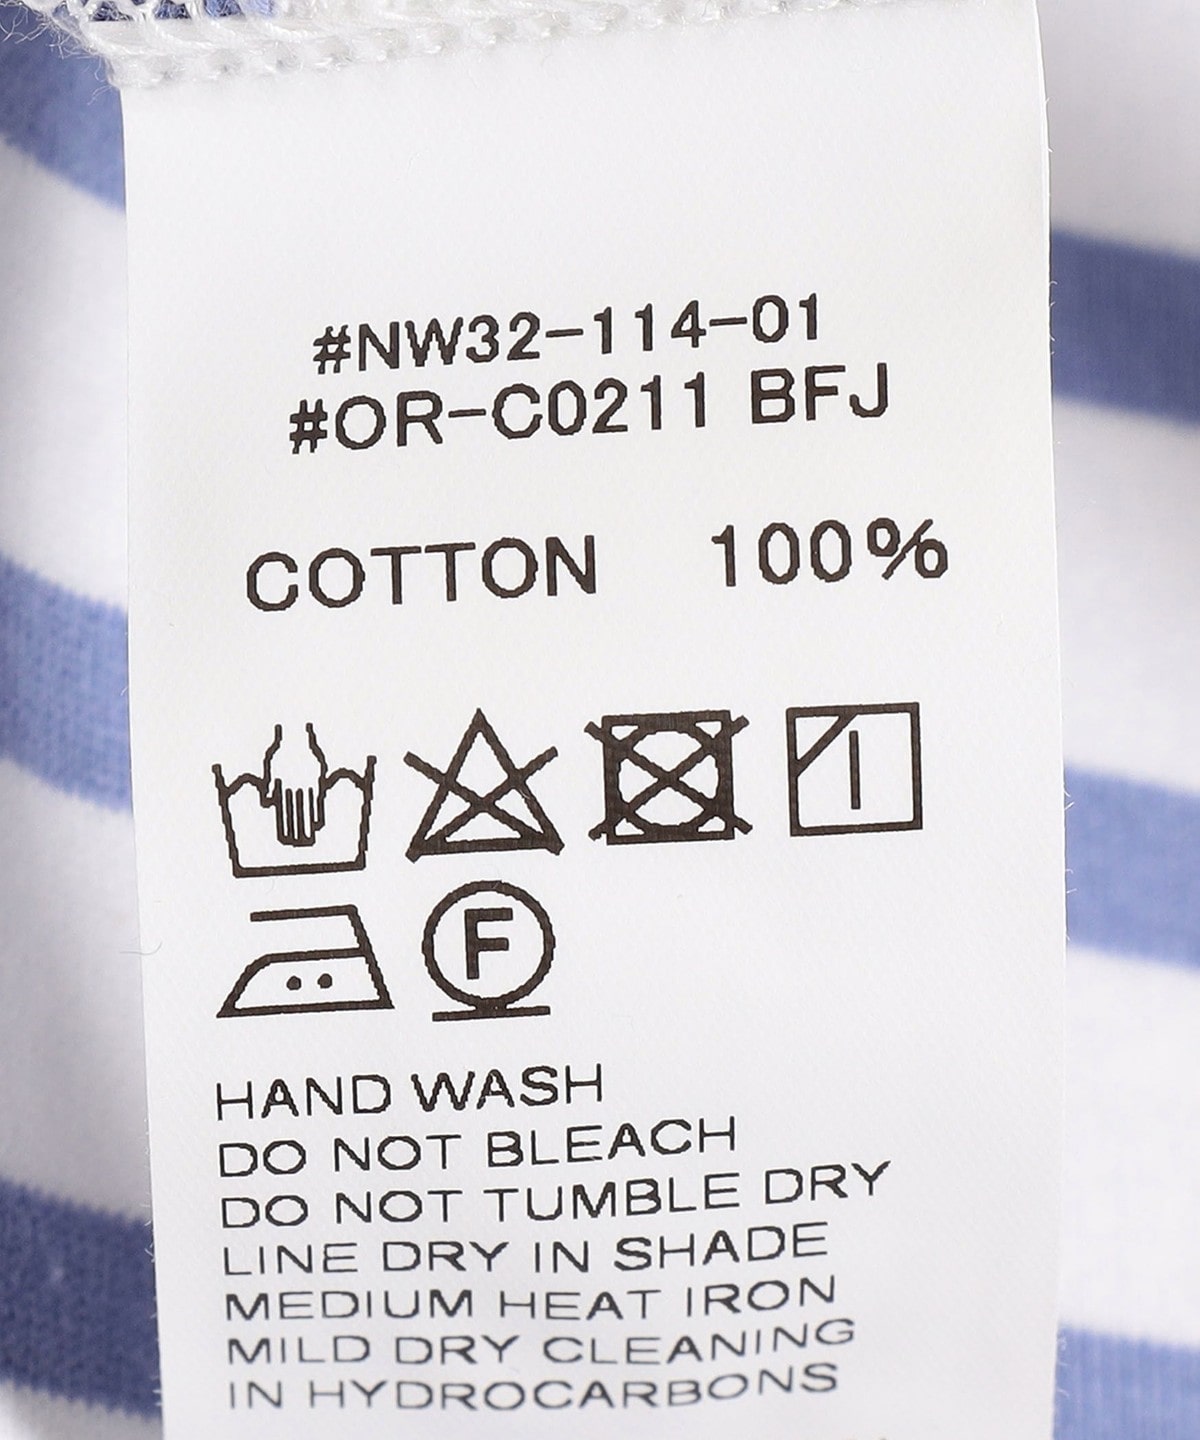 #NW32-114-01
#OR-C0211 BFJ
COTTON 100%
F
HAND WASH
DO NOT BLEACH
DO NOT TUMBLE DRY
LINE DRY IN SHADE
MEDIUM HEAT IRON
MILD DRY CLEANING
IN HYDROCARBONS